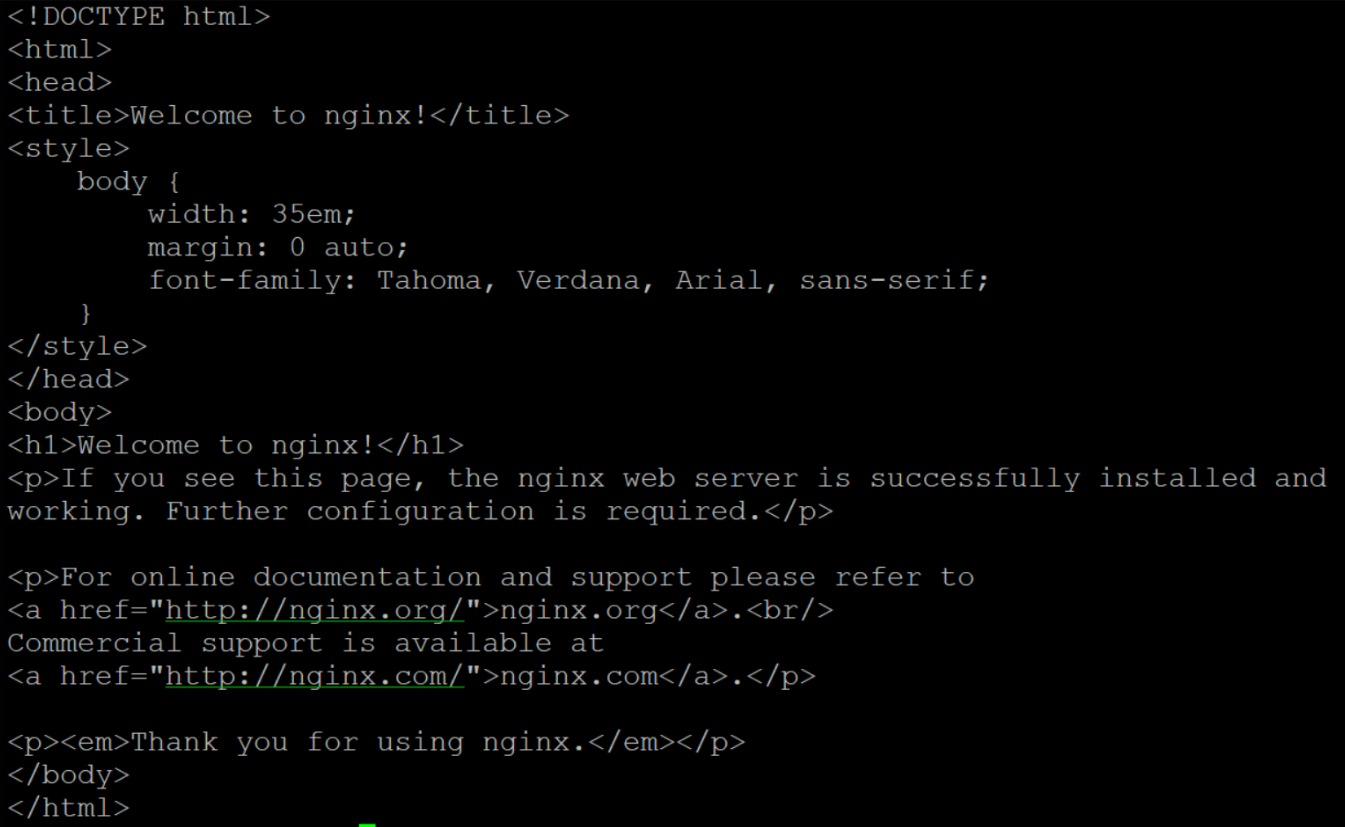 <!DOCTYPE html>
<html>
<head>
<title>Welcome to nginx!</title>
<style>
    body {
        width: 35em;
        margin: 0 auto;
        font-family: Tahoma, Verdana, Arial, sans-serif;
    }
</style>
</head>
<body>
<h1>Welcome to nginx!</h1>
<p>If you see this page, the nginx web server is successfully installed and
working. Further configuration is required.</p>

<p>For online documentation and support please refer to
<a href="http://nginx.org/">nginx.org</a>.<br/>
Commercial support is available at
<a href="http://nginx.com/">nginx.com</a>.</p>

<p><em>Thank you for using nginx.</em></p>
</body>
</html>